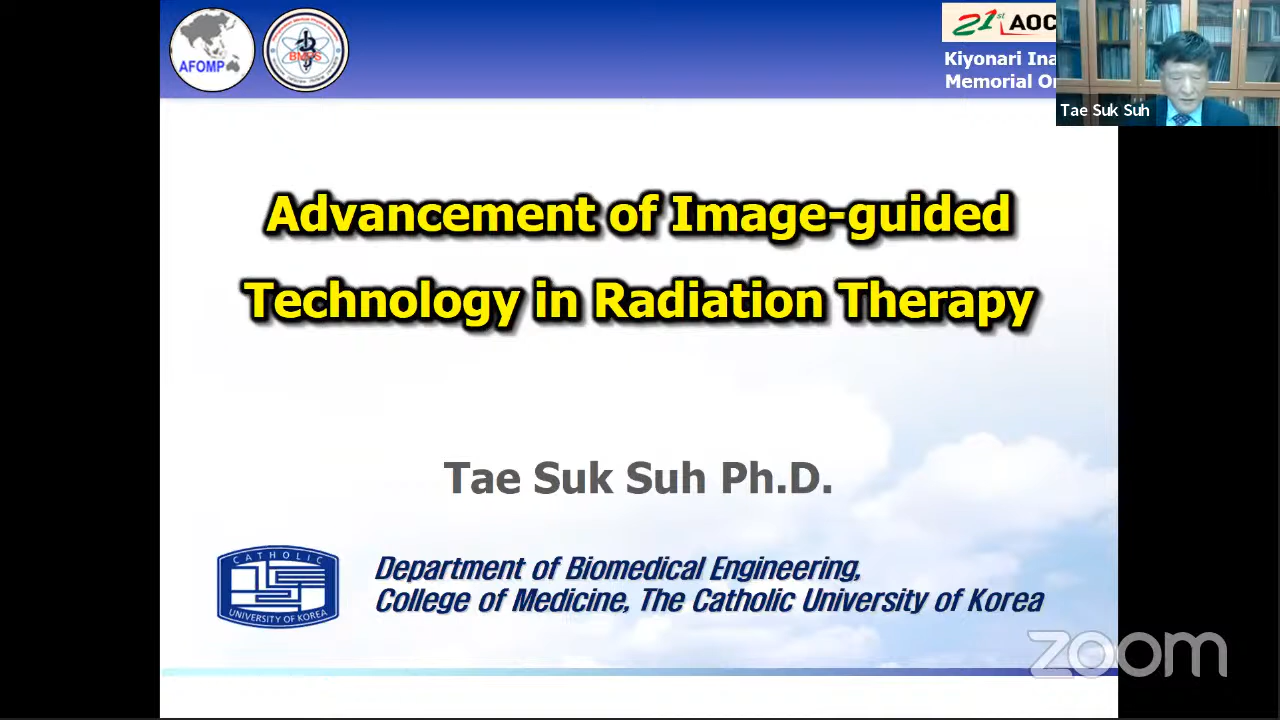 AFOMP
21st AOC
Kiyonari Ina
Memorial Or
Tae Suk Suh
Advancement of Image-guided
Technology in Radiation Therapy
Tae Suk Suh Ph.D.
CATHOLIC
UNIVERSITY OF KOREA
Department of Biomedical Engineering,
College of Medicine, The Catholic University of Korea
zoom